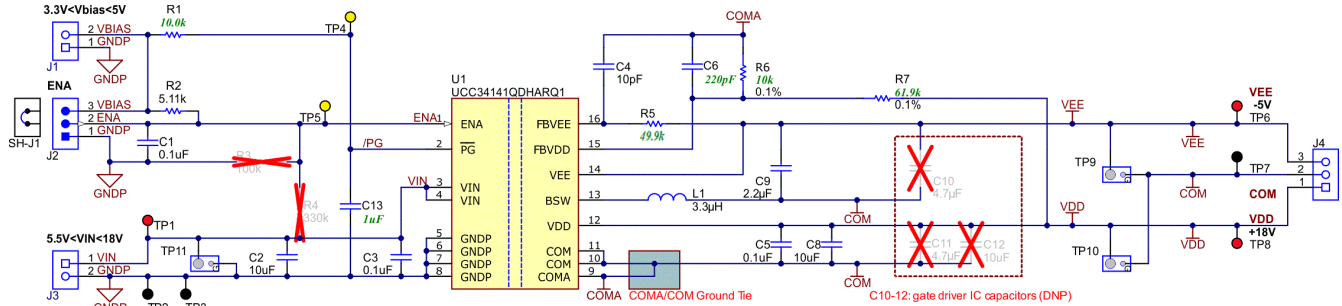 3.3V<Vbias<5V
R1
10.0k
TP4
COMA
2 VBIAS
1 GNDP
J1
GNDP
C4
10pF
C6
220pF
R6
10k
0.1%
R7
61.9k
0.1%
ENA
R2
5.11k
U1
UCC34141QDHARQ1
SH-J1
3 VBIAS
2 ENA
1 GNDP
J2
TP5
ENA
1
ENA
FBVEE
16
R5
49.9k
VEE
VEE
VEE
-5V
TP6
C1
0.1uF
/PG
2
PG
FBVDD
15
R3
100k
VEE
14
C9
2.2µF
C10
4.7µF
TP9
TP7
J4
3
2
1
GNDP
VIN
3
VIN
4
VIN
BSW
13
L1
3.3µH
COM
COM
COM
R4
330k
C13
1uF
TP1
VDD
12
VDD
VDD
VDD
+18V
TP8
5.5V<VIN<18V
TP11
5
GNDP
6
GNDP
7
GNDP
8
GNDP
COM
11
COM
10
COMA
9
C5
0.1uF
C8
10uF
C11
4.7µF
C12
10uF
TP10
1 VIN
2 GNDP
J3
C2
10uF
C3
0.1uF
COM
GNDP
TP2
TP3
COMA
COMA/COM Ground Tie
C10-12: gate driver IC capacitors (DNP)